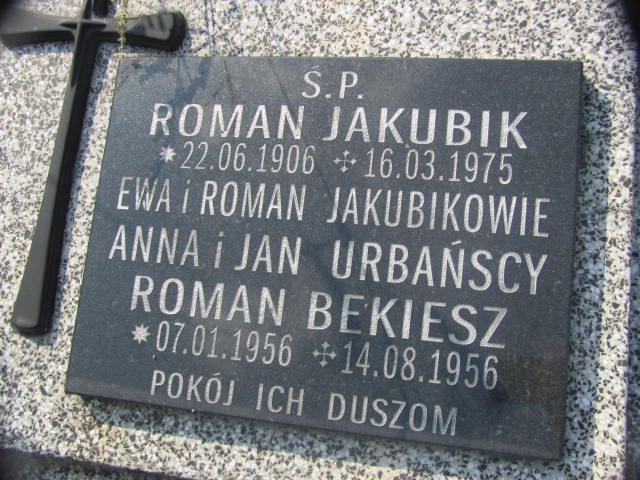 Ś.P.
ROMAN JAKUBIK
22.06.1906 16.03.1975
EWA i ROMAN JAKUBIKOWIE
ANNA i JAN URBAŃSCY
ROMAN BEKIESZ
07.01.1956 14.08.1956
POKÓJ ICH DUSZOM